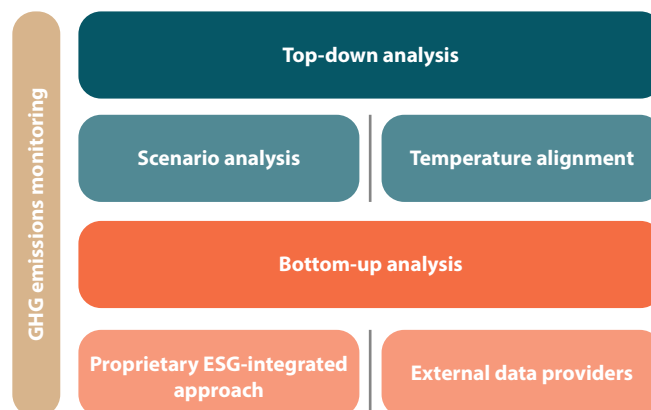 GHG emissions monitoring
Top-down analysis
Scenario analysis
Temperature alignment
Bottom-up analysis
Proprietary ESG-integrated
approach
External data providers